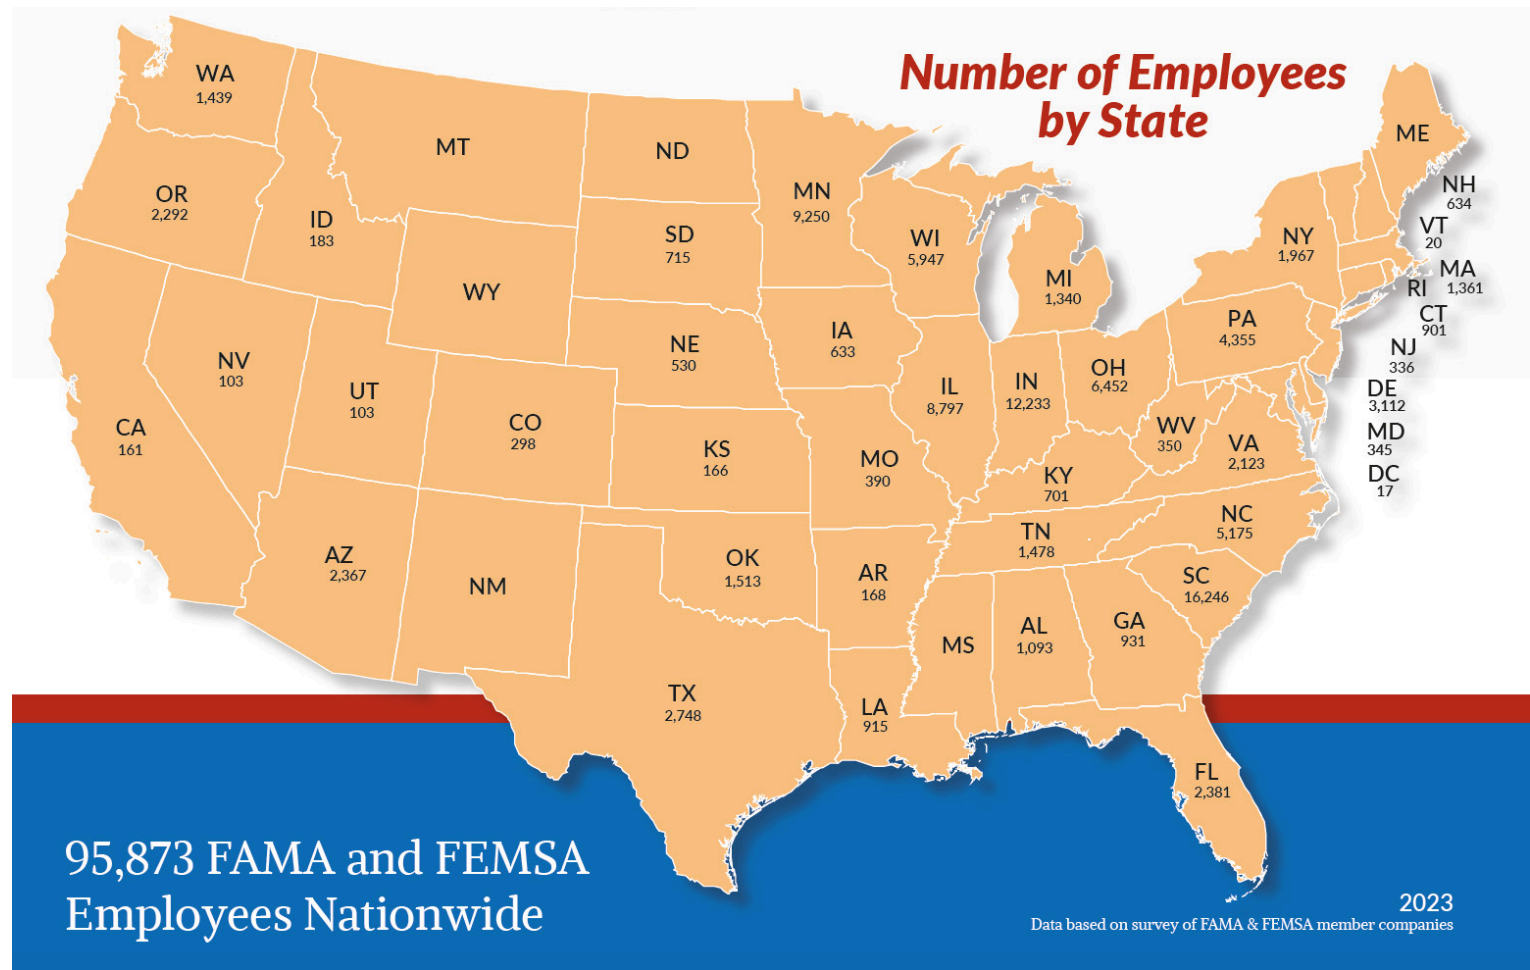 Number of Employees
by State
WA
1,439
MT
ND
ME
OR
2,292
ID
183
MN
9,250
NH
634
SD
715
WI
5,947
NY
1,967
VT
20
WY
MI
1,340
MA
1,361
RI
CT
901
NV
103
UT
103
NE
530
IA
633
PA
4,355
NJ
336
CO
298
IL
8,797
IN
12,233
OH
6,452
DE
3,112
CA
161
KS
166
MO
390
WV
350
VA
2,123
MD
345
KY
701
DC
17
AZ
2,367
NM
OK
1,513
AR
168
TN
1,478
NC
5,175
SC
16,246
MS
AL
1,093
GA
931
TX
2,748
LA
915
FL
2,381
95,873 FAMA and FEMSA
Employees Nationwide
2023
Data based on survey of FAMA & FEMSA member companies